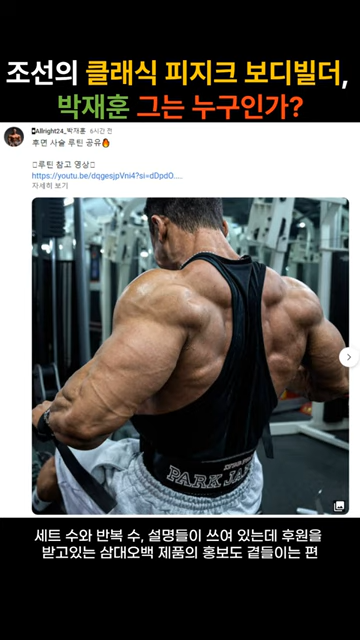 조선의 클래식 피지크 보디빌더,
박재훈 그는 누구인가?
Allright24_박재훈 6시간 전
후면 사슬 루틴 공유🔥
□루틴 참고 영상□
https://youtu.be/dqgesjpVni4?si=dDpdO....
자세히 보기
PARK JA
세트 수와 반복 수, 설명들이 쓰여 있는데 후원을
받고있는 삼대오백 제품의 홍보도 곁들이는 편